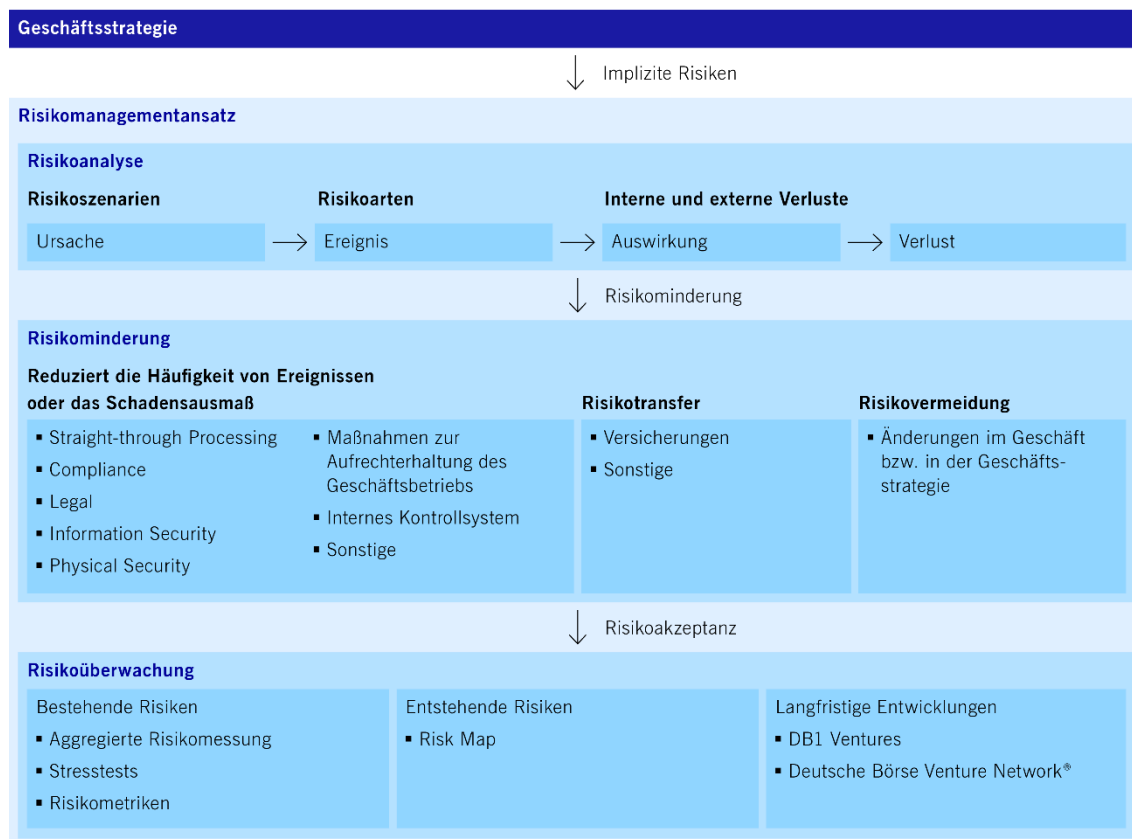 Geschäftsstrategie
Implizite Risiken
Risikomanagementansatz
Risikoanalyse
Risikoszenarien
Risikoarten
Interne und externe Verluste
Ursache
Ereignis
Auswirkung
Verlust
Risikominderung
Risikominderung
Reduziert die Häufigkeit von Ereignissen
oder das Schadensausmaß
▪ Straight-through Processing
▪ Compliance
▪ Legal
▪ Information Security
▪ Physical Security
▪ Maßnahmen zur
Aufrechterhaltung des
Geschäftsbetriebs
▪ Internes Kontrollsystem
▪ Sonstige
Risikotransfer
▪ Versicherungen
▪ Sonstige
Risikovermeidung
▪ Änderungen im Geschäft
bzw. in der Geschäfts-
strategie
Risikoakzeptanz
Risikoüberwachung
Bestehende Risiken
▪ Aggregierte Risikomessung
▪ Stresstests
▪ Risikometriken
Entstehende Risiken
▪ Risk Map
Langfristige Entwicklungen
▪ DB1 Ventures
▪ Deutsche Börse Venture Network®